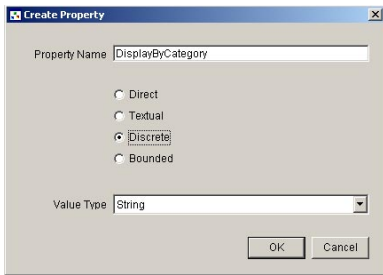 Create Property
Property Name DisplayByCategory
Direct
Textual
Discrete
Bounded
Value Type String
OK Cancel